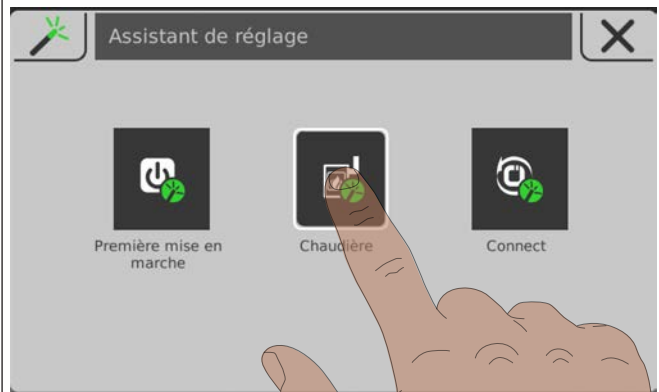 Assistant de réglage
Première mise en
marche
Chaudière
Connect